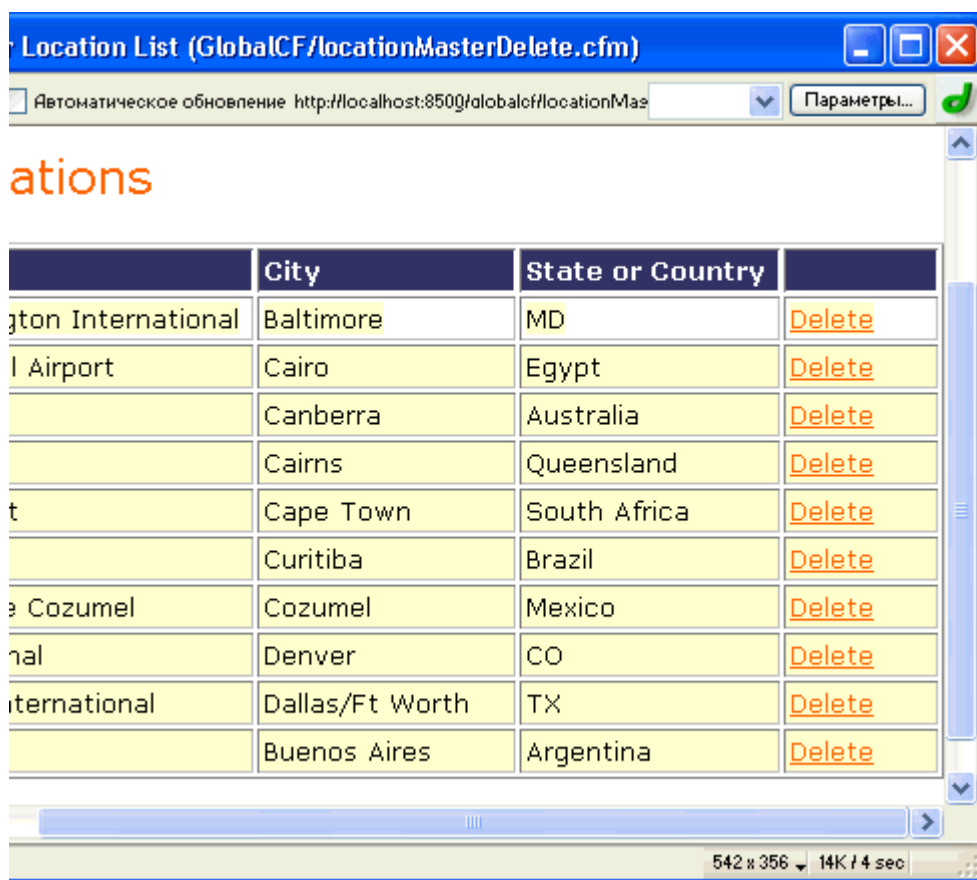 Location List (GlobalCF/locationMasterDelete.cfm)
Автоматическое обновление http://localhost:8500/globalcf/locationMas Параметры...
ations
City State or Country
gton International Baltimore MD Delete
l Airport Cairo Egypt Delete
Canberra Australia Delete
Cairns Queensland Delete
t Cape Town South Africa Delete
Curitiba Brazil Delete
e Cozumel Cozumel Mexico Delete
nal Denver CO Delete
ternational Dallas/Ft Worth TX Delete
Buenos Aires Argentina Delete
542 x 356 14K / 4 sec